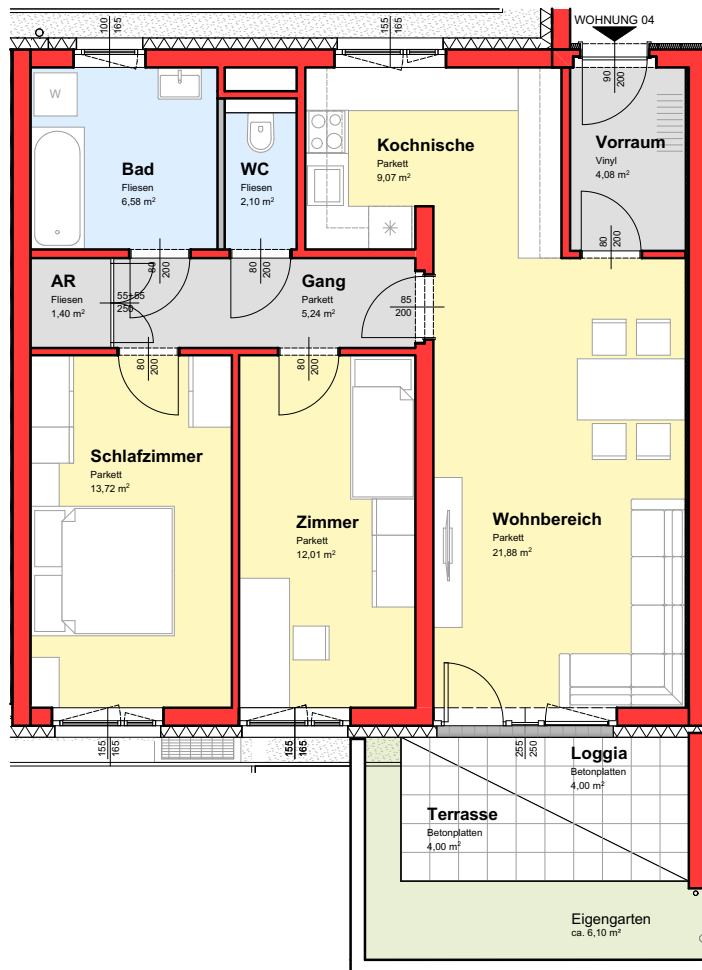 WOHNUNG 04
100
165
155
165
90
200
W
Bad
Fliesen
6,58 m²
WC
Fliesen
2,10 m²
Kochnische
Parkett
9,07 m²
Vorraum
Vinyl
4,08 m²
80
200
80
200
80
200
AR
Fliesen
1,40 m²
55+55
250
Gang
Parkett
5,24 m²
85
200
80
200
80
200
Schlafzimmer
Parkett
13,72 m²
Zimmer
Parkett
12,01 m²
Wohnbereich
Parkett
21,88 m²
155
165
155
165
255
250
Loggia
Betonplatten
4,00 m²
Terrasse
Betonplatten
4,00 m²
Eigengarten
ca. 6,10 m²